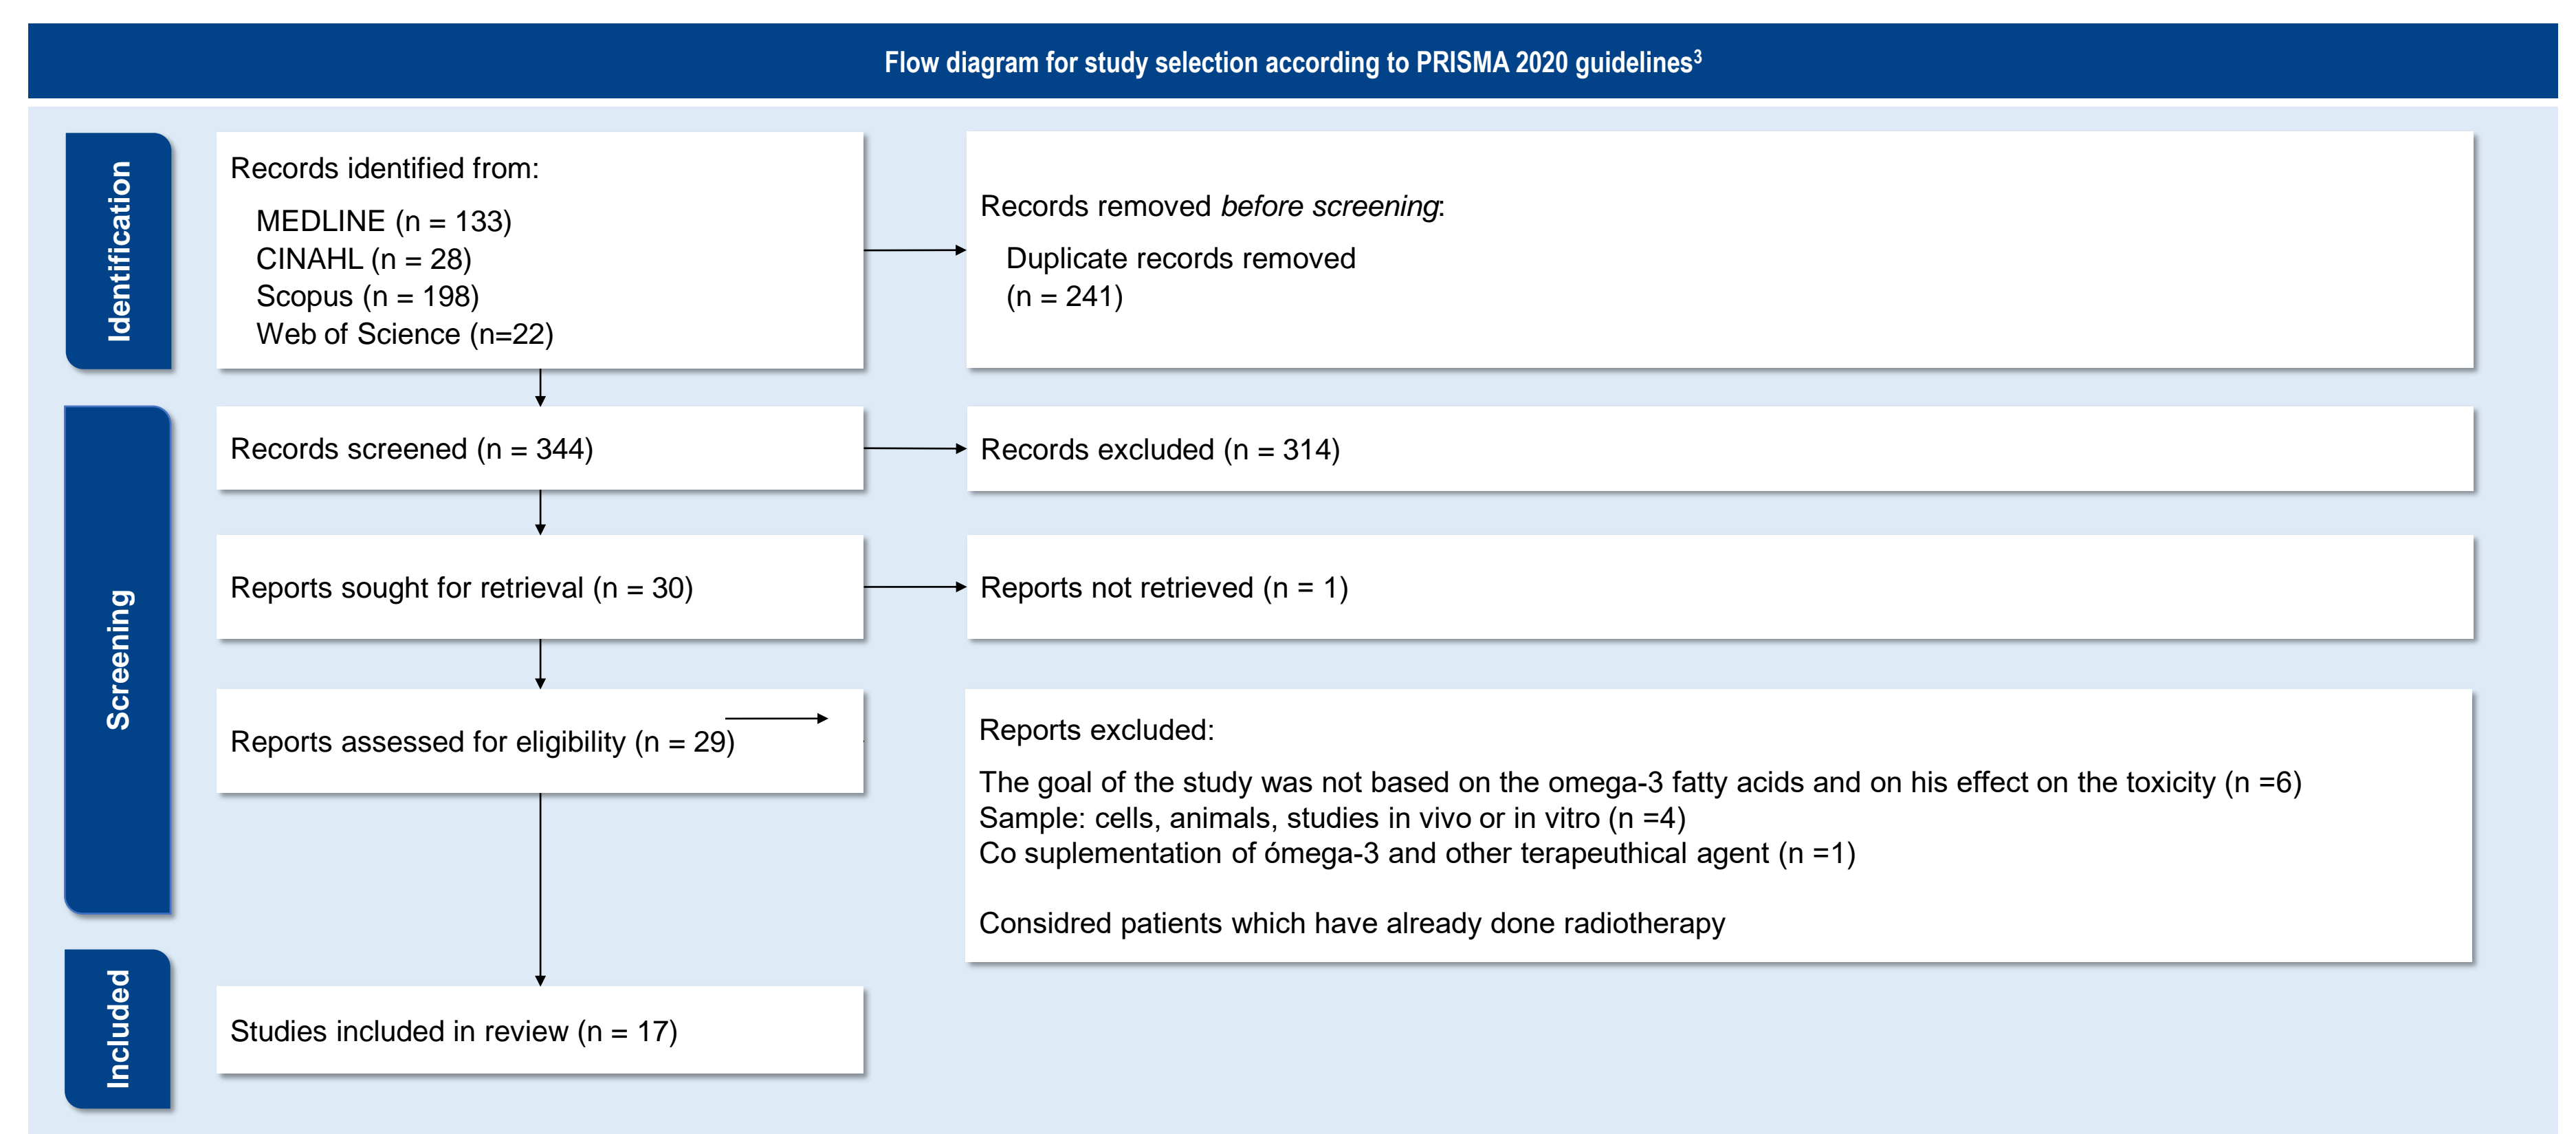 Flow diagram for study selection according to PRISMA 2020 guidelines3
Identification
Records identified from:
MEDLINE (n = 133)
CINAHL (n = 28)
Scopus (n = 198)
Web of Science (n=22)
Records removed before screening:
Duplicate records removed
(n = 241)
Screening
Records screened (n = 344)
Records excluded (n = 314)
Reports sought for retrieval (n = 30)
Reports not retrieved (n = 1)
Reports assessed for eligibility (n = 29)
Reports excluded:
The goal of the study was not based on the omega-3 fatty acids and on his effect on the toxicity (n =6)
Sample: cells, animals, studies in vivo or in vitro (n =4)
Co suplementation of ómega-3 and other terapeuthical agent (n =1)
Considred patients which have already done radiotherapy
Included
Studies included in review (n = 17)